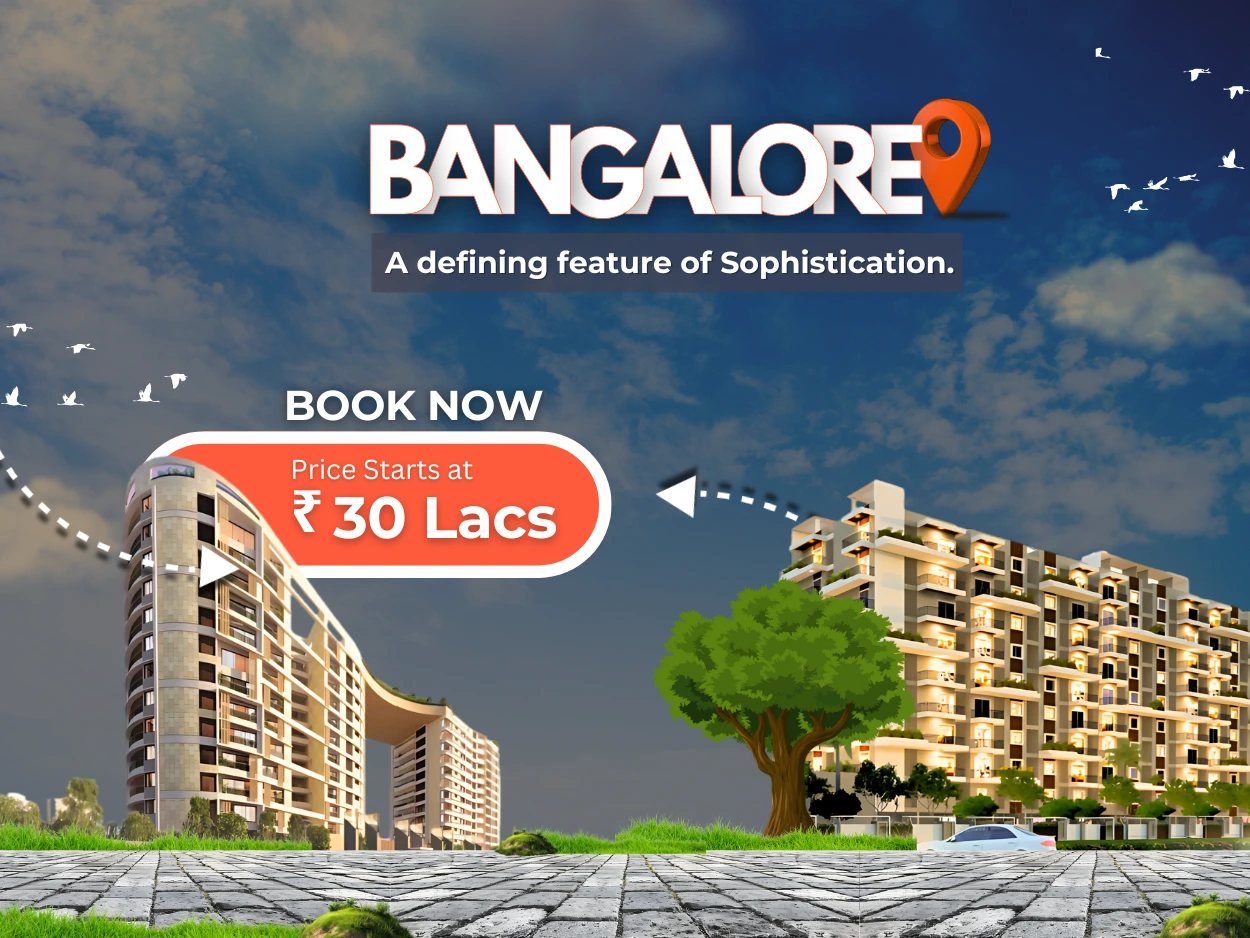 BANGALORE
A defining feature of Sophistication.
BOOK NOW
Price Starts at
₹ 30 Lacs